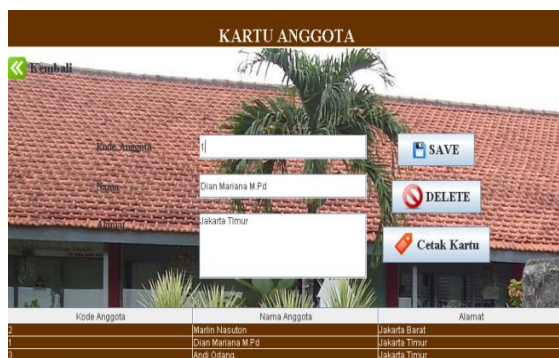 KARTU ANGGOTA
Kembali
Kode Anggota
1
SAVE
Nama
Dian Mariana M.Pd
DELETE
Alamat
Jakarta TImur
Cetak Kartu
Kode Anggota Nama Anggota Alamat
2 Marlin Nasuton Jakarta Barat
1 Dian Mariana M.Pd Jakarta TImur
3 Andi Odang Jakarta Timur